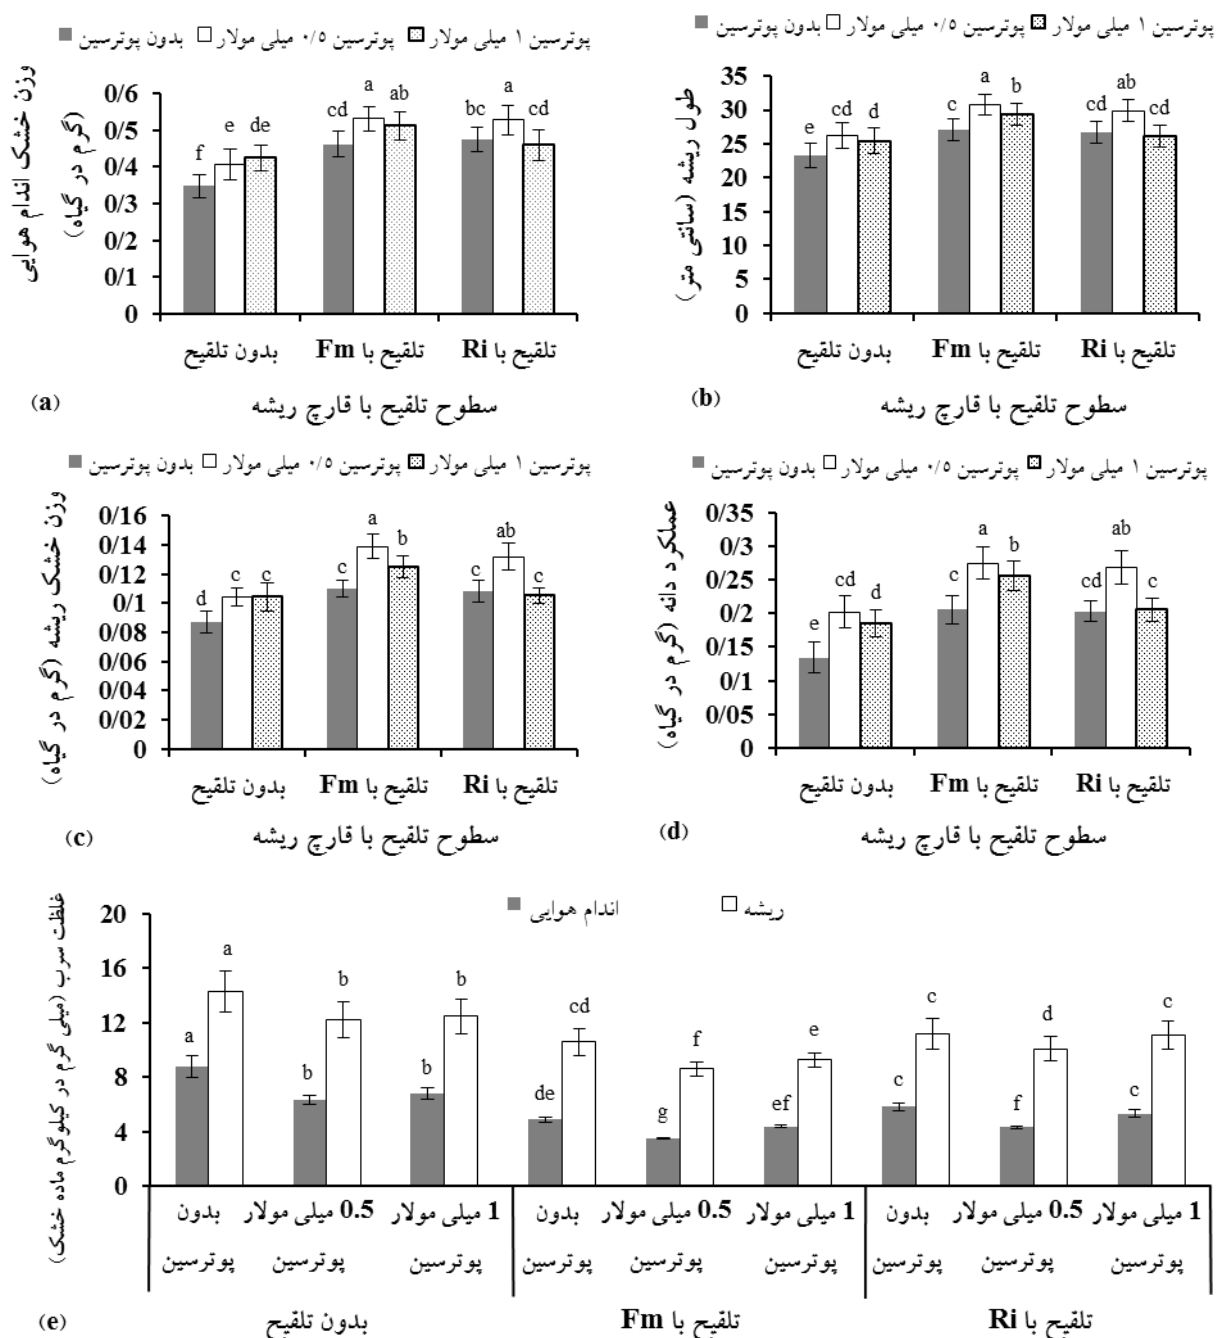 بدون پوترسین پوترسین ۰/۵ میلی مولار پوترسین ۱ میلی مولار
وزن خشک اندام هوایی
(گرم در گیاه)
0/6
0/5
0/4
0/3
0/2
0/1
0
f e de cd a ab bc a cd
بدون تلقیح تلقیح با Fm تلقیح با Ri
سطوح تلقیح با قارچ ریشه
(a)
بدون پوترسین پوترسین ۰/۵ میلی مولار پوترسین ۱ میلی مولار
طول ریشه (سانتی متر)
35
30
25
20
15
10
5
0
e cd d c a b cd ab cd
بدون تلقیح تلقیح با Fm تلقیح با Ri
سطوح تلقیح با قارچ ریشه
(b)
بدون پوترسین پوترسین ۰/۵ میلی مولار پوترسین ۱ میلی مولار
وزن خشک ریشه (گرم در گیاه)
0/16
0/14
0/12
0/1
0/08
0/06
0/04
0/02
0
d c c c a b c ab c
بدون تلقیح تلقیح با Fm تلقیح با Ri
سطوح تلقیح با قارچ ریشه
(c)
بدون پوترسین پوترسین ۰/۵ میلی مولار پوترسین ۱ میلی مولار
عملکرد دانه (گرم در گیاه)
0/35
0/3
0/25
0/2
0/15
0/1
0/05
0
e cd d c a b cd ab c
بدون تلقیح تلقیح با Fm تلقیح با Ri
سطوح تلقیح با قارچ ریشه
(d)
اندام هوایی ریشه
غلظت سرب (میلی گرم در کیلوگرم ماده خشک)
20
16
12
8
4
0
a a b b b b de cd g f ef e c c f d c c
بدون 0.5 میلی مولار 1 میلی مولار بدون 0.5 میلی مولار 1 میلی مولار بدون 0.5 میلی مولار 1 میلی مولار
پوترسین پوترسین پوترسین پوترسین پوترسین پوترسین پوترسین پوترسین پوترسین
بدون تلقیح تلقیح با Fm تلقیح با Ri
(e)